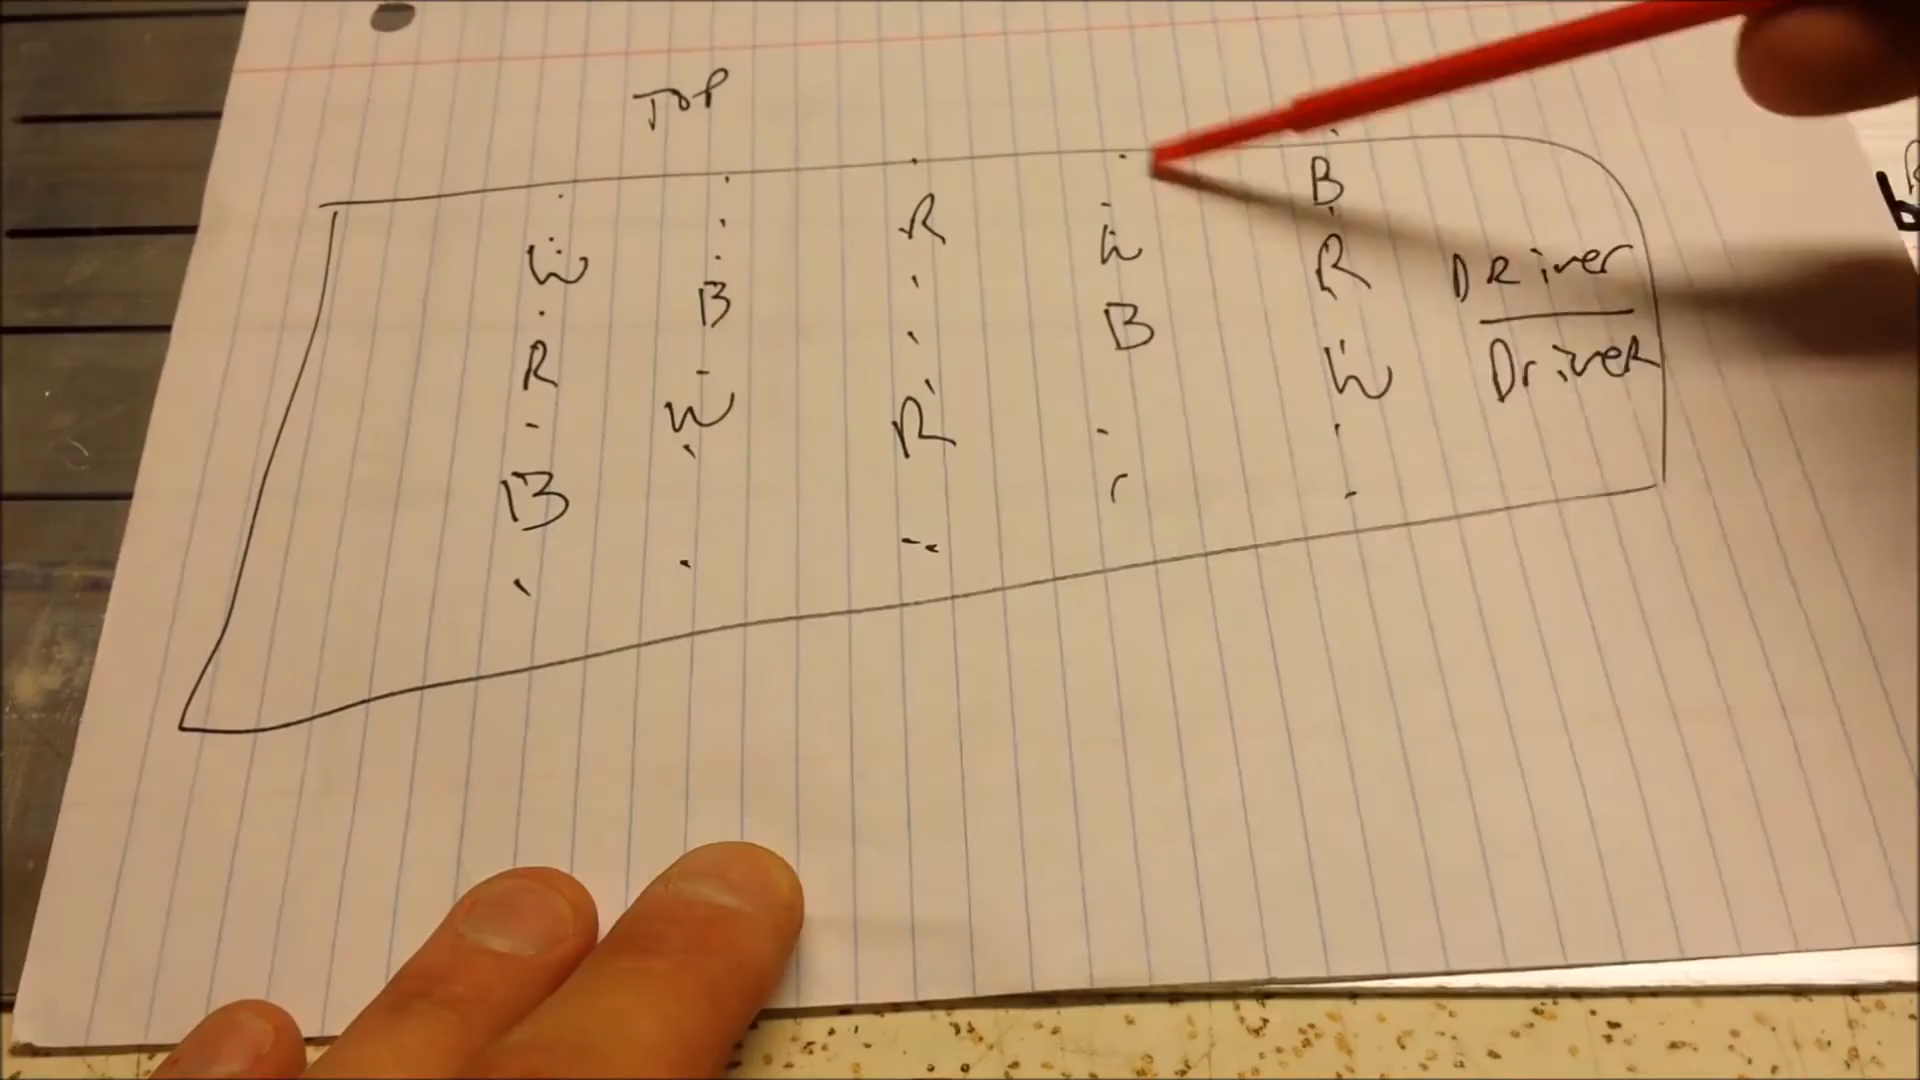 TOP
W B R W B
R W R B R
B W
Driver
Driver